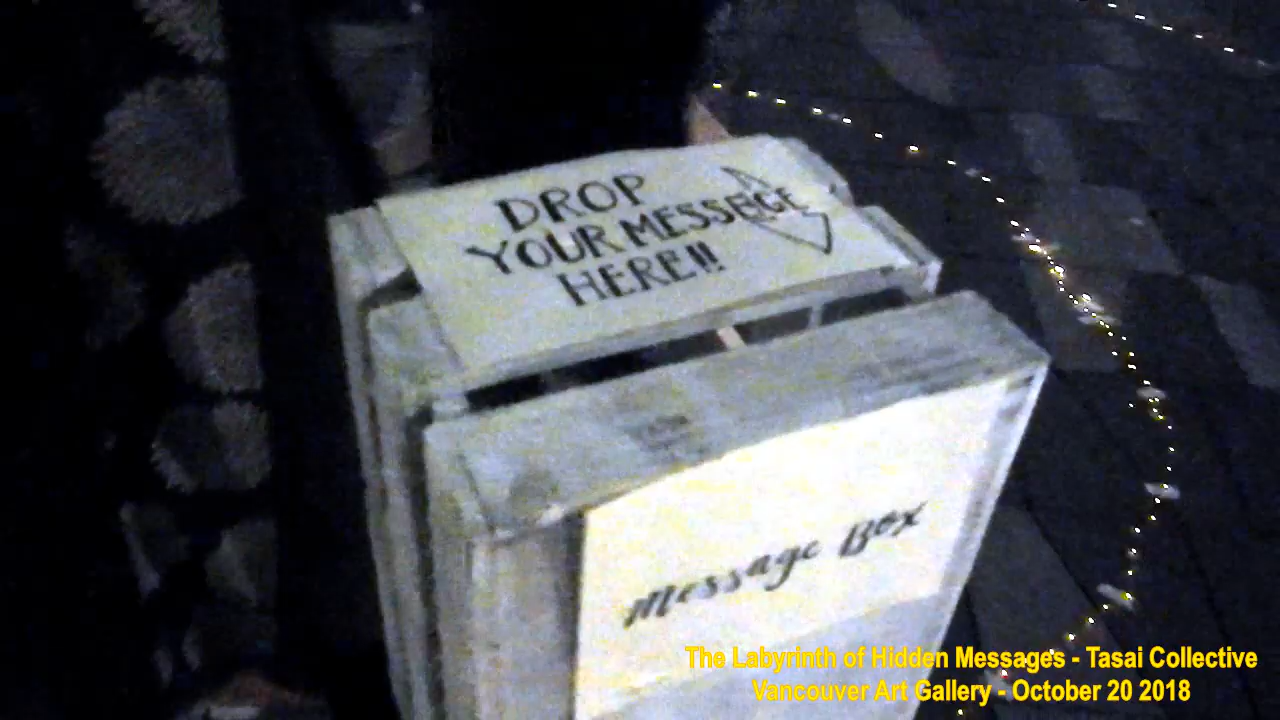 DROP
YOUR MESSEGE
HERE!!
Message Box
The Labyrinth of Hidden Messages - Tasai Collective
Vancouver Art Gallery - October 20 2018